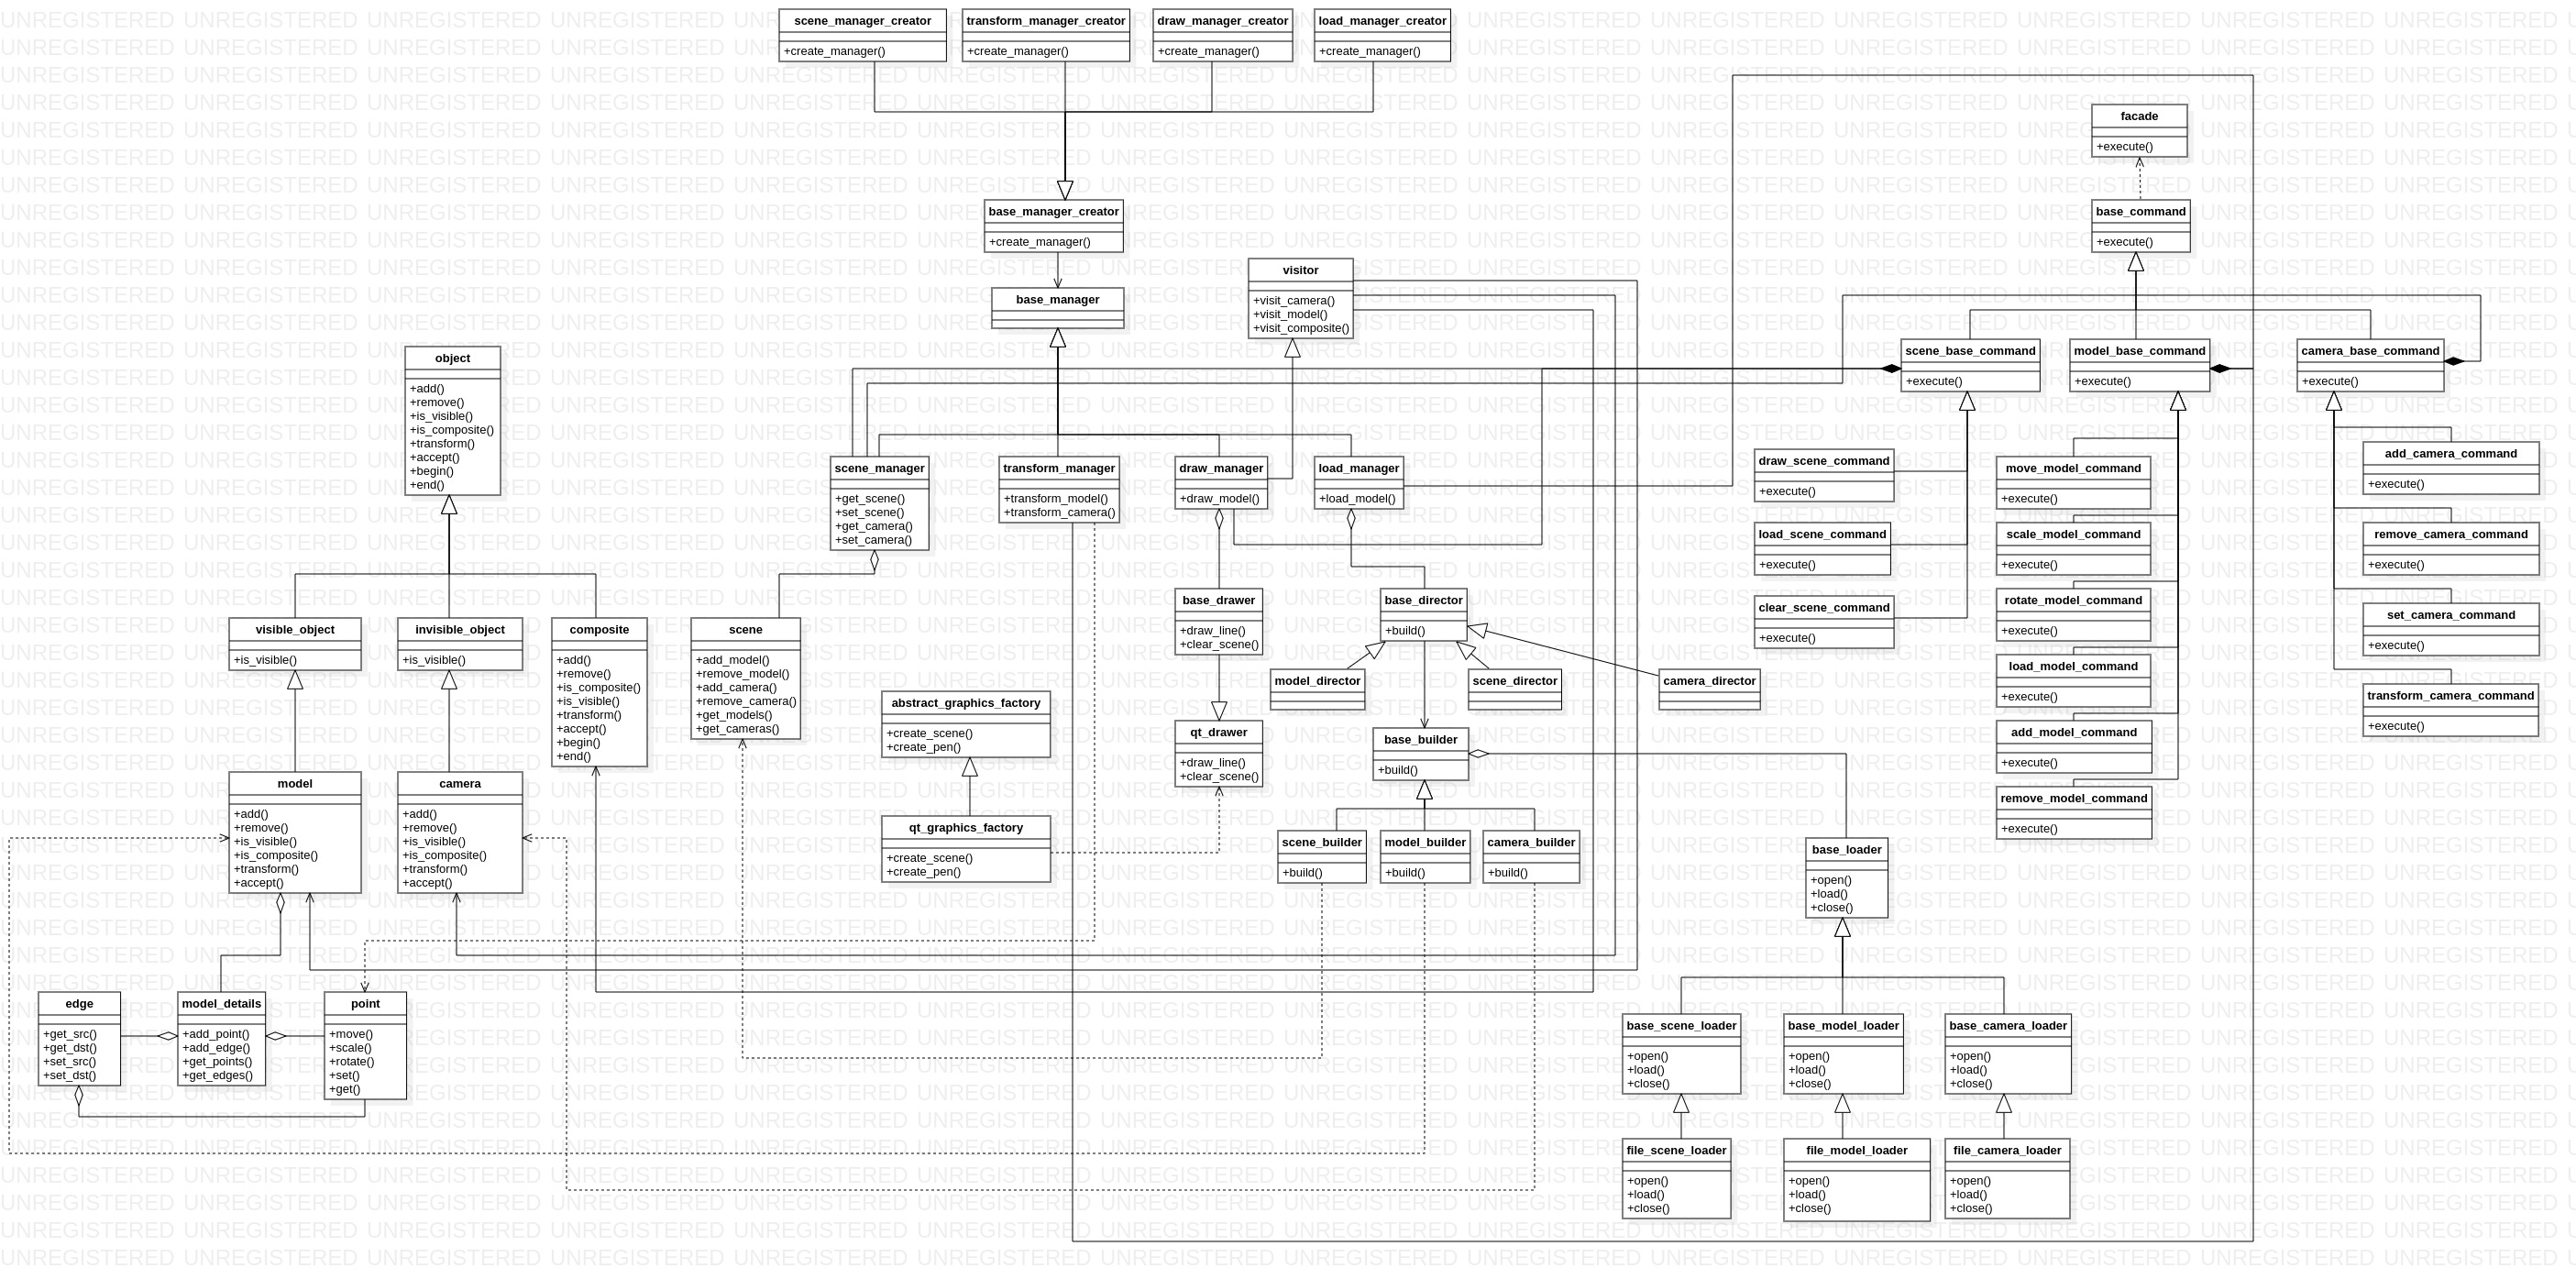 scene_manager_creator
+create_manager()
transform_manager_creator
+create_manager()
draw_manager_creator
+create_manager()
load_manager_creator
+create_manager()
facade
+execute()
base_manager_creator
+create_manager()
base_command
+execute()
visitor
+visit_camera()
+visit_model()
+visit_composite()
base_manager
object
+add()
+remove()
+is_visible()
+is_composite()
+transform()
+accept()
+begin()
+end()
scene_base_command
+execute()
model_base_command
+execute()
camera_base_command
+execute()
scene_manager
+get_scene()
+set_scene()
+get_camera()
+set_camera()
transform_manager
+transform_model()
+transform_camera()
draw_manager
+draw_model()
load_manager
+load_model()
draw_scene_command
+execute()
load_scene_command
+execute()
clear_scene_command
+execute()
move_model_command
+execute()
scale_model_command
+execute()
rotate_model_command
+execute()
load_model_command
+execute()
add_model_command
+execute()
remove_model_command
+execute()
add_camera_command
+execute()
remove_camera_command
+execute()
set_camera_command
+execute()
transform_camera_command
+execute()
visible_object
+is_visible()
invisible_object
+is_visible()
composite
+add()
+remove()
+is_composite()
+is_visible()
+transform()
+accept()
+begin()
+end()
scene
+add_model()
+remove_model()
+add_camera()
+remove_camera()
+get_models()
+get_cameras()
base_drawer
+draw_line()
+clear_scene()
base_director
+build()
model_director
scene_director
camera_director
abstract_graphics_factory
+create_scene()
+create_pen()
qt_drawer
+draw_line()
+clear_scene()
base_builder
+build()
model
+add()
+remove()
+is_visible()
+is_composite()
+transform()
+accept()
camera
+add()
+remove()
+is_visible()
+is_composite()
+transform()
+accept()
qt_graphics_factory
+create_scene()
+create_pen()
scene_builder
+build()
model_builder
+build()
camera_builder
+build()
base_loader
+open()
+load()
+close()
edge
+get_src()
+get_dst()
+set_src()
+set_dst()
model_details
+add_point()
+add_edge()
+get_points()
+get_edges()
point
+move()
+scale()
+rotate()
+set()
+get()
base_scene_loader
+open()
+load()
+close()
base_model_loader
+open()
+load()
+close()
base_camera_loader
+open()
+load()
+close()
file_scene_loader
+open()
+load()
+close()
file_model_loader
+open()
+load()
+close()
file_camera_loader
+open()
+load()
+close()
UNREGISTERED